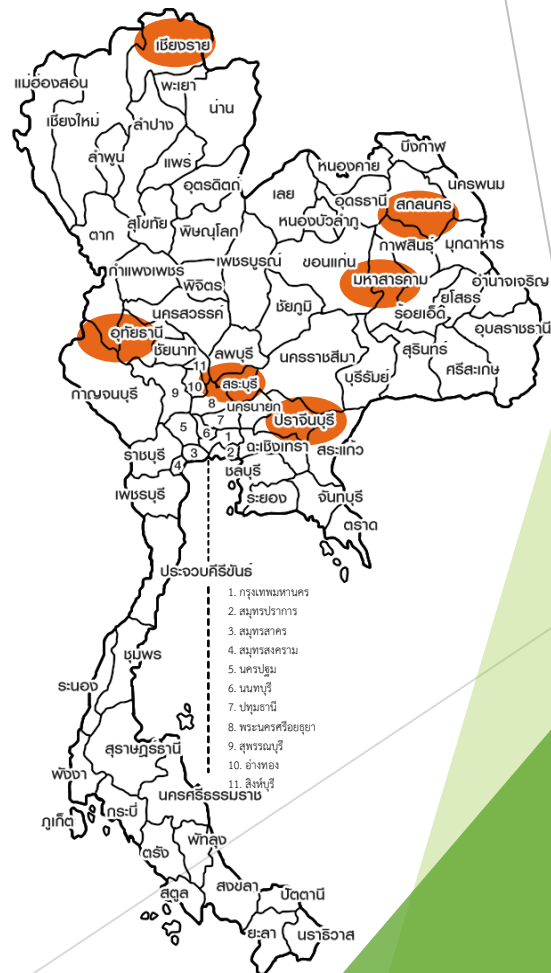 เชียงราย
แม่ฮ่องสอน
พะเยา
น่าน
เชียงใหม่
ลำปาง
ลำพูน
แพร่
บึงกาฬ
หนองคาย
อุตรดิตถ์
เลย
อุดรธานี
สกลนคร
นครพนม
หนองบัวลำภู
สุโขทัย
ตาก
พิษณุโลก
กาฬสินธุ์
มุกดาหาร
เพชรบูรณ์
ขอนแก่น
กำแพงเพชร
พิจิตร
มหาสารคาม
อำนาจเจริญ
ยโสธร
ชัยภูมิ
ร้อยเอ็ด
นครสวรรค์
อุทัยธานี
อุบลราชธานี
ชัยนาท
ลพบุรี
นครราชสีมา
สุรินทร์
ศรีสะเกษ
11
บุรีรัมย์
กาญจนบุรี
9
10
สระบุรี
8
นครนายก
ปราจีนบุรี
5
7
6
1
ฉะเชิงเทรา
สระแก้ว
ราชบุรี
3
2
4
ชลบุรี
เพชรบุรี
ระยอง
จันทบุรี
ตราด
ประจวบคีรีขันธ์
1. กรุงเทพมหานคร
2. สมุทรปราการ
3. สมุทรสาคร
4. สมุทรสงคราม
5. นครปฐม
6. นนทบุรี
7. ปทุมธานี
8. พระนครศรีอยุธยา
9. สุพรรณบุรี
10. อ่างทอง
11. สิงห์บุรี
ชุมพร
ระนอง
สุราษฎร์ธานี
พังงา
นครศรีธรรมราช
กระบี่
ภูเก็ต
พัทลุง
ตรัง
สตูล
สงขลา
ปัตตานี
ยะลา
นราธิวาส